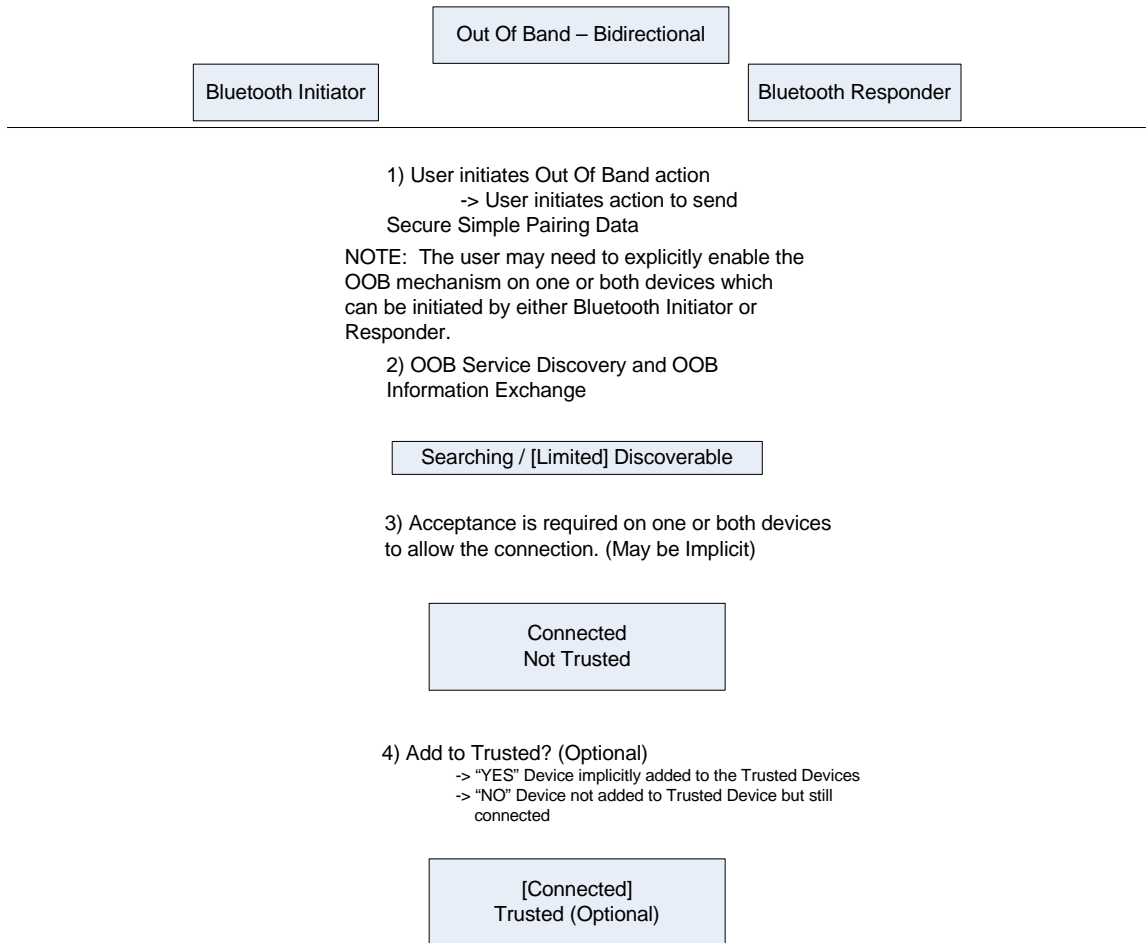 Out Of Band – Bidirectional
Bluetooth Initiator
Bluetooth Responder
1) User initiates Out Of Band action
-> User initiates action to send
Secure Simple Pairing Data
NOTE: The user may need to explicitly enable the
OOB mechanism on one or both devices which
can be initiated by either Bluetooth Initiator or
Responder.
2) OOB Service Discovery and OOB
Information Exchange
Searching / [Limited] Discoverable
3) Acceptance is required on one or both devices
to allow the connection. (May be Implicit)
Connected
Not Trusted
4) Add to Trusted? (Optional)
-> “YES” Device implicitly added to the Trusted Devices
-> “NO” Device not added to Trusted Device but still
connected
[Connected]
Trusted (Optional)